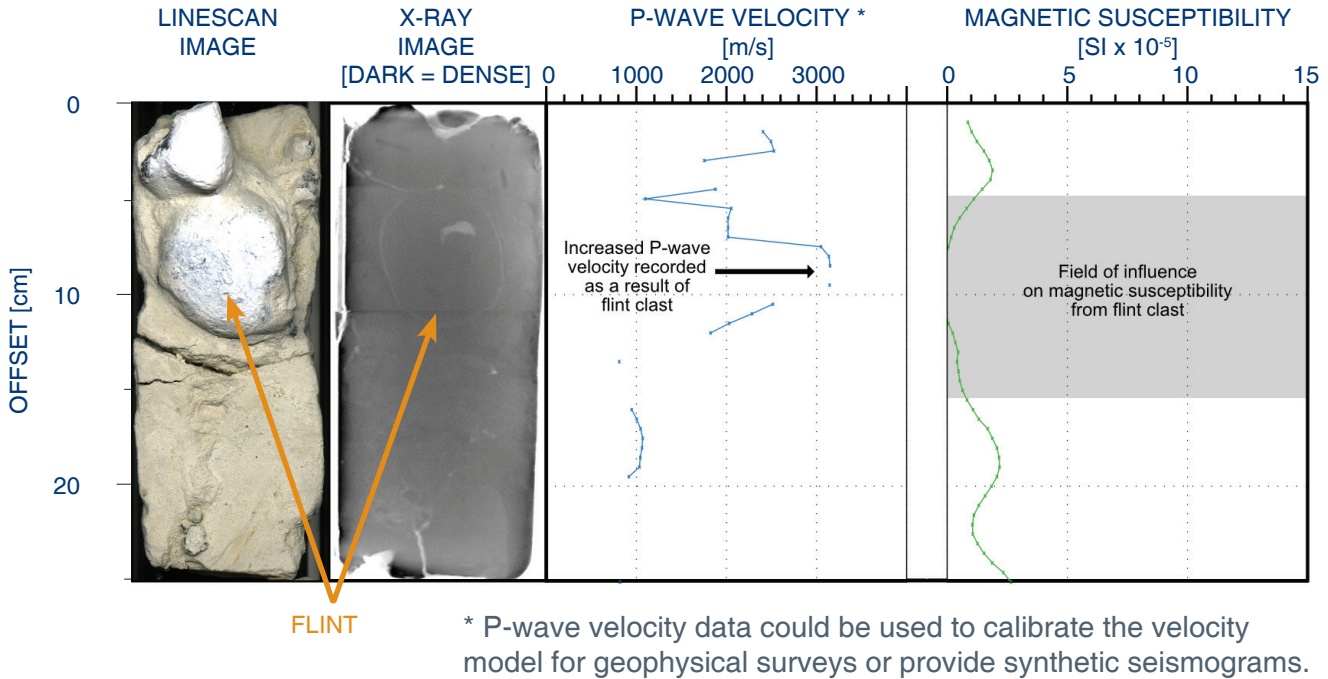 LINESCAN
IMAGE
X-RAY
IMAGE
[DARK = DENSE]
P-WAVE VELOCITY *
[m/s]
0 1000 2000 3000
MAGNETIC SUSCEPTIBILITY
[SI x 10⁻⁵]
0 5 10 15
OFFSET [cm]
0
10
20
Increased P-wave
velocity recorded
as a result of
flint clast
Field of influence
on magnetic susceptibility
from flint clast
FLINT
* P-wave velocity data could be used to calibrate the velocity
model for geophysical surveys or provide synthetic seismograms.